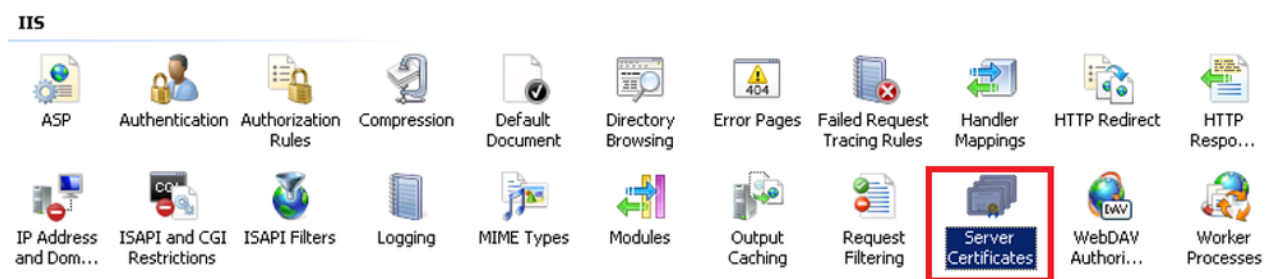 IIS
ASP
Authentication
Authorization
Rules
Compression
Default
Document
Directory
Browsing
404
Error Pages
Failed Request
Tracing Rules
Handler
Mappings
HTTP Redirect
HTTP
Respo...
IP Address
and Dom...
CGI
ISAPI and CGI
Restrictions
ISAPI Filters
Logging
MIME Types
Modules
Output
Caching
Request
Filtering
Server
Certificates
DAV
WebDAV
Authori...
Worker
Processes